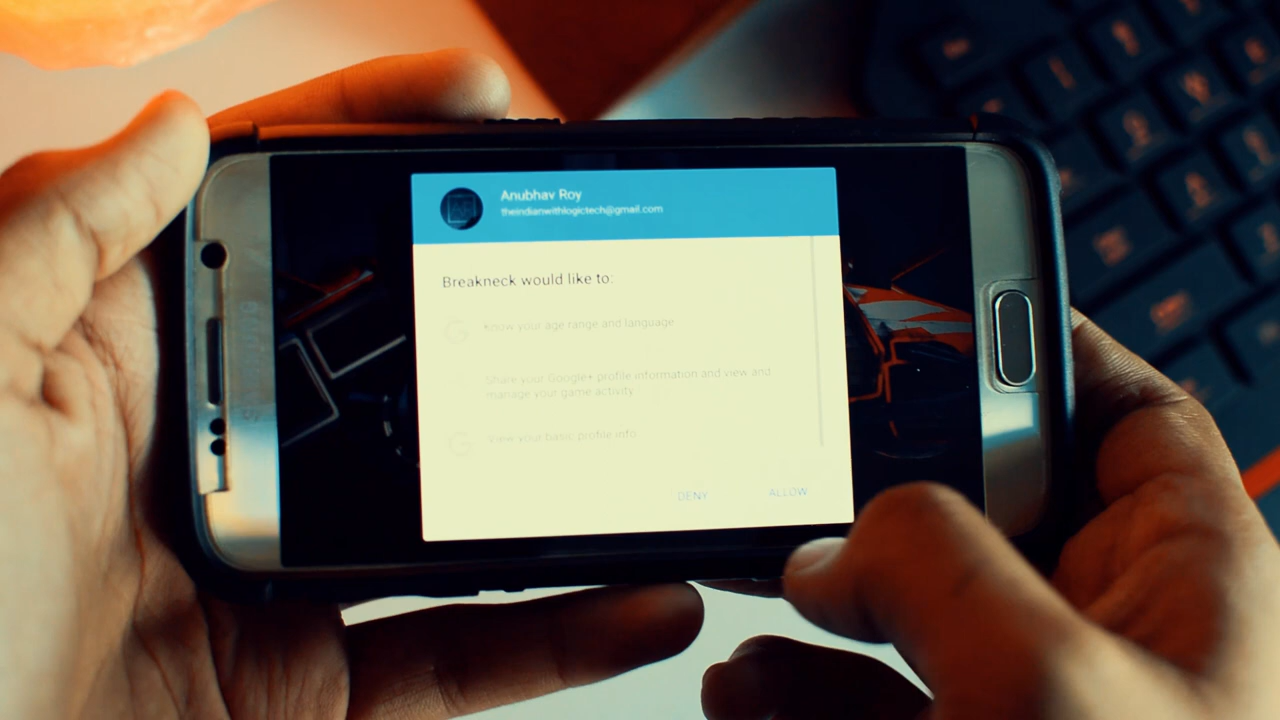 Anubhav Roy
theindianwithlogictech@gmail.com
Breakneck would like to:
Know your age range and language
Share your Google+ profile information and view and
manage your game activity
View your basic profile info
DENY ALLOW